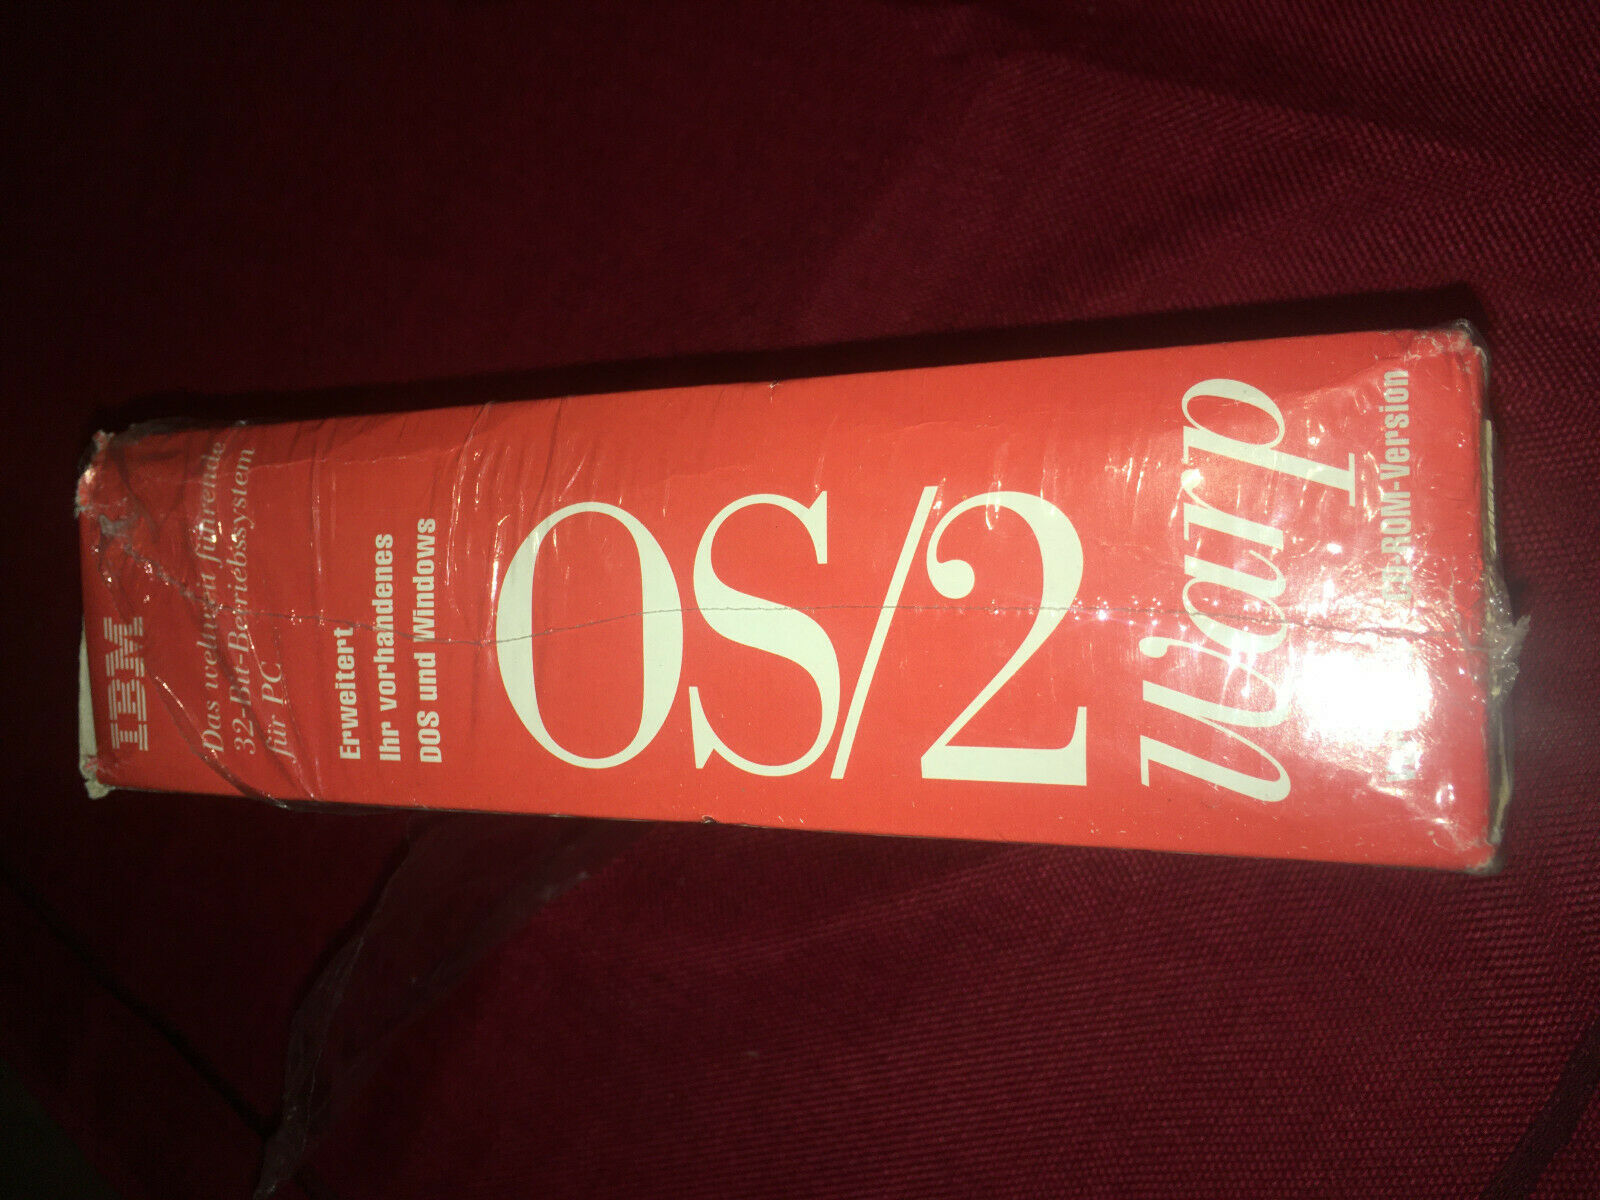 IBM
Das weltweit führende
32-Bit-Betriebssystem
für PC
Erweitert
Ihr vorhandenes
DOS und Windows
OS/2
Warp
CD-ROM-Version